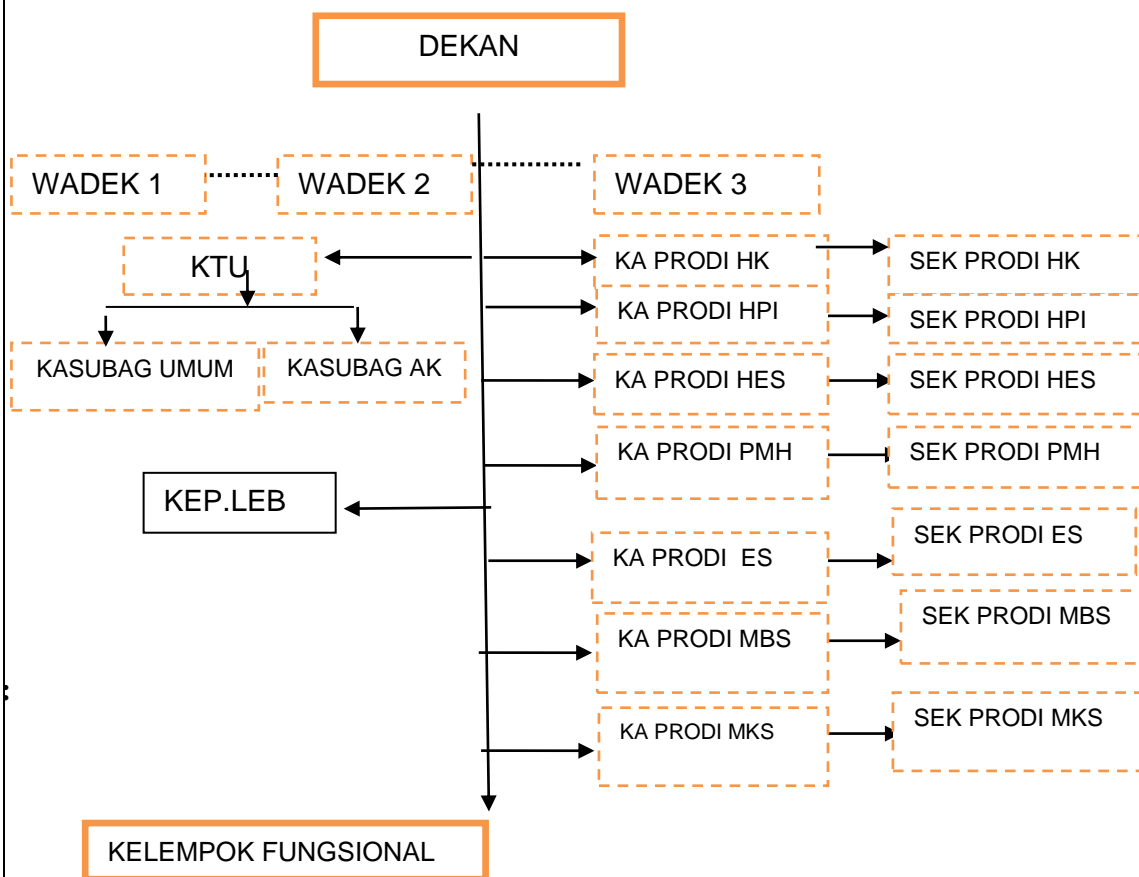 DEKAN
WADEK 1
WADEK 2
WADEK 3
KTU
KA PRODI HK
SEK PRODI HK
KA PRODI HPI
SEK PRODI HPI
KASUBAG UMUM
KASUBAG AK
KA PRODI HES
SEK PRODI HES
KA PRODI PMH
SEK PRODI PMH
KEP.LEB
KA PRODI  ES
SEK PRODI ES
KA PRODI MBS
SEK PRODI MBS
KA PRODI MKS
SEK PRODI MKS
KELEMPOK FUNGSIONAL